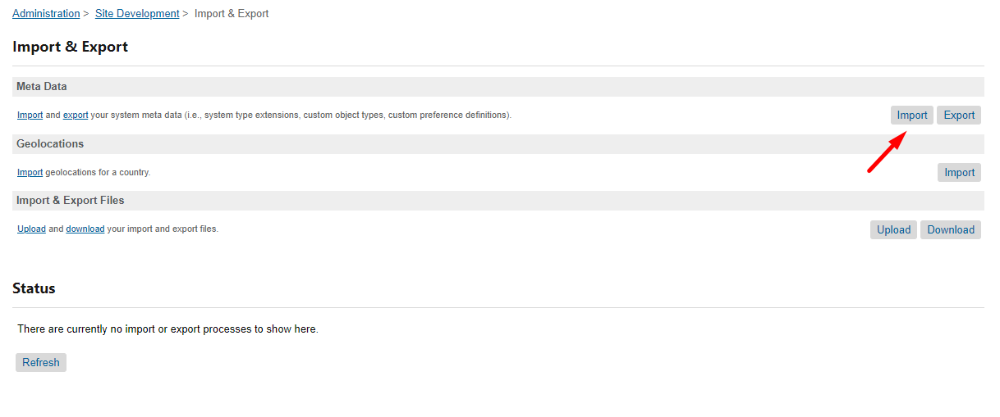 Administration > Site Development > Import & Export
Import & Export
Meta Data
Import and export your system meta data (i.e., system type extensions, custom object types, custom preference definitions). Import Export
Geolocations
Import geolocations for a country. Import
Import & Export Files
Upload and download your import and export files. Upload Download
Status
There are currently no import or export processes to show here.
Refresh